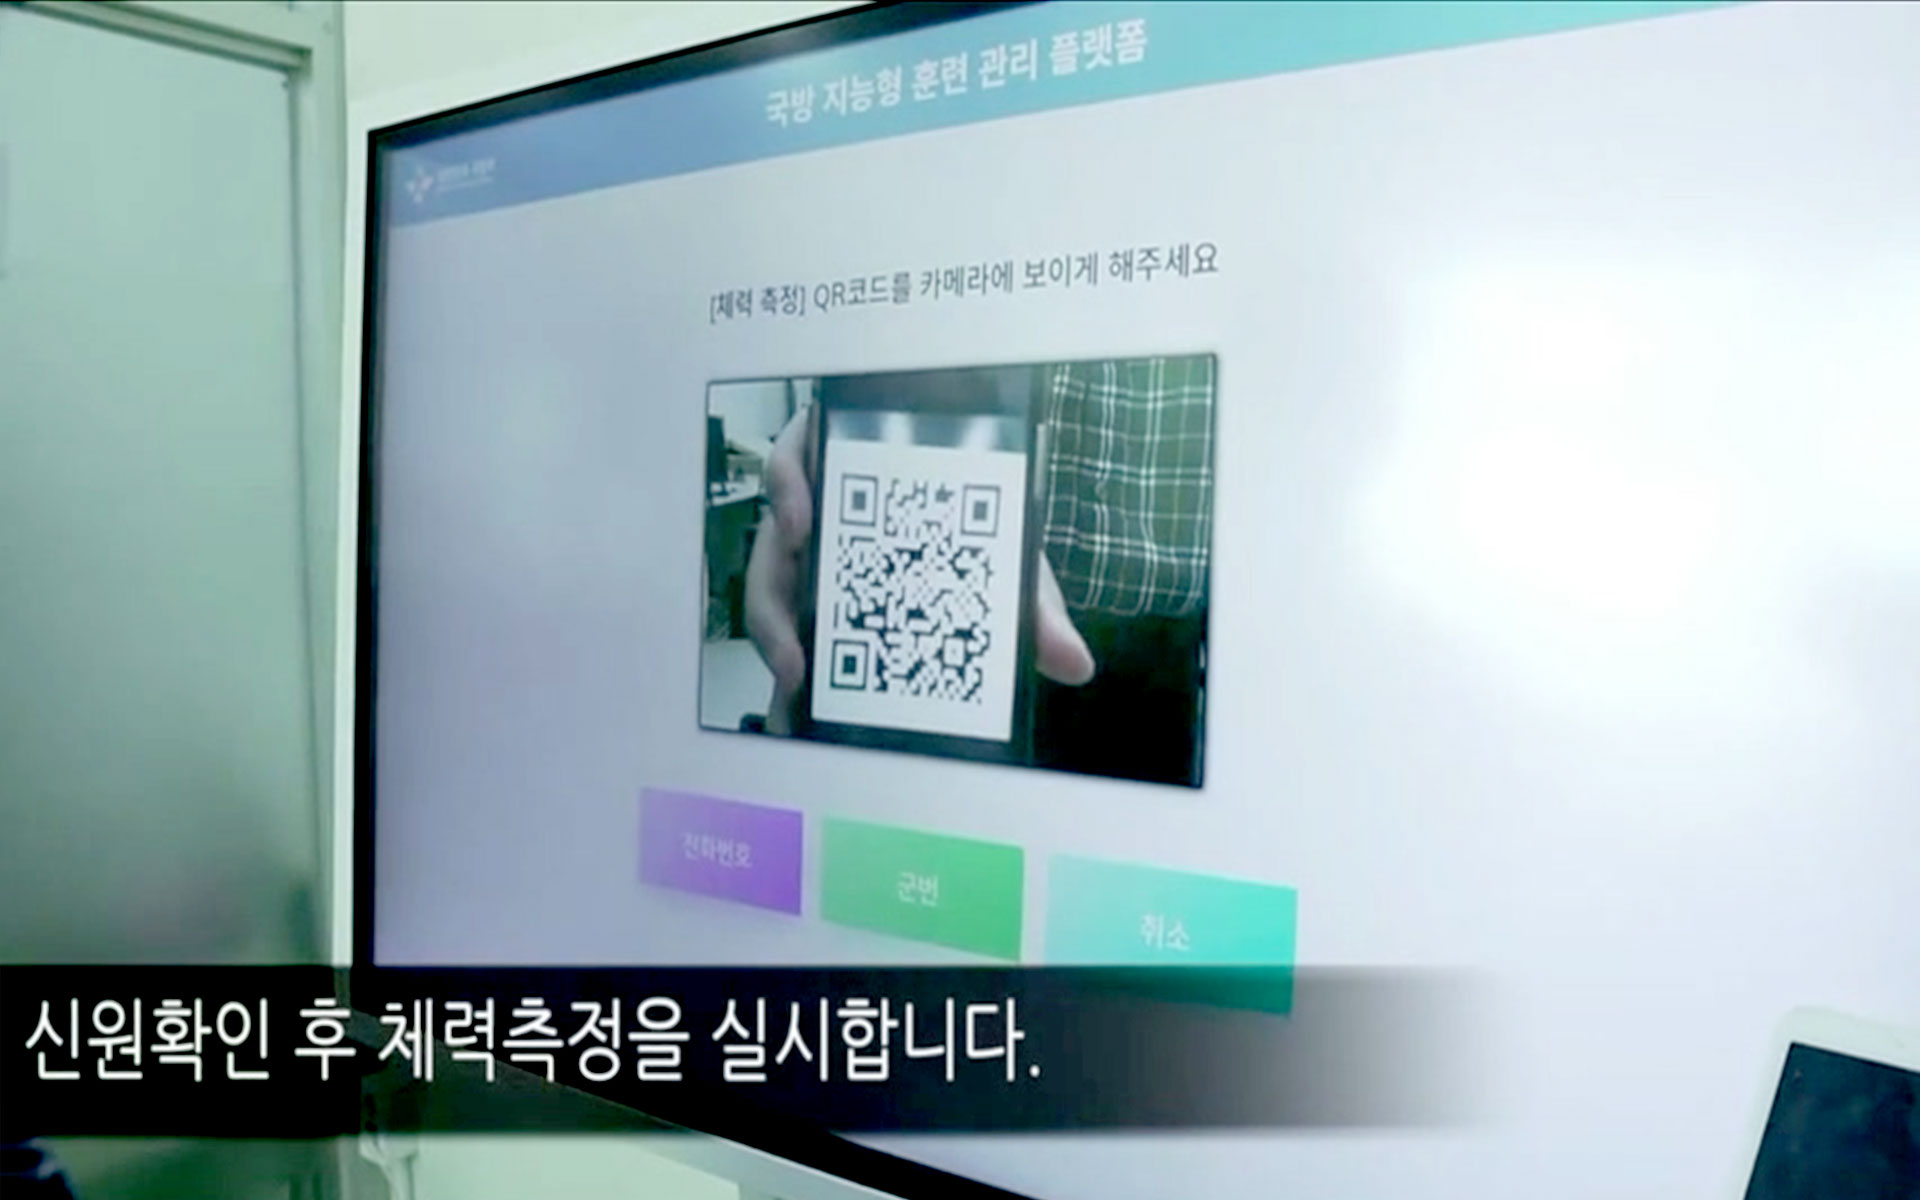 국방 지능형 훈련 관리 플랫폼
[체력 측정] QR코드를 카메라에 보이게 해주세요
전화번호
군번
취소
신원확인 후 체력측정을 실시합니다.